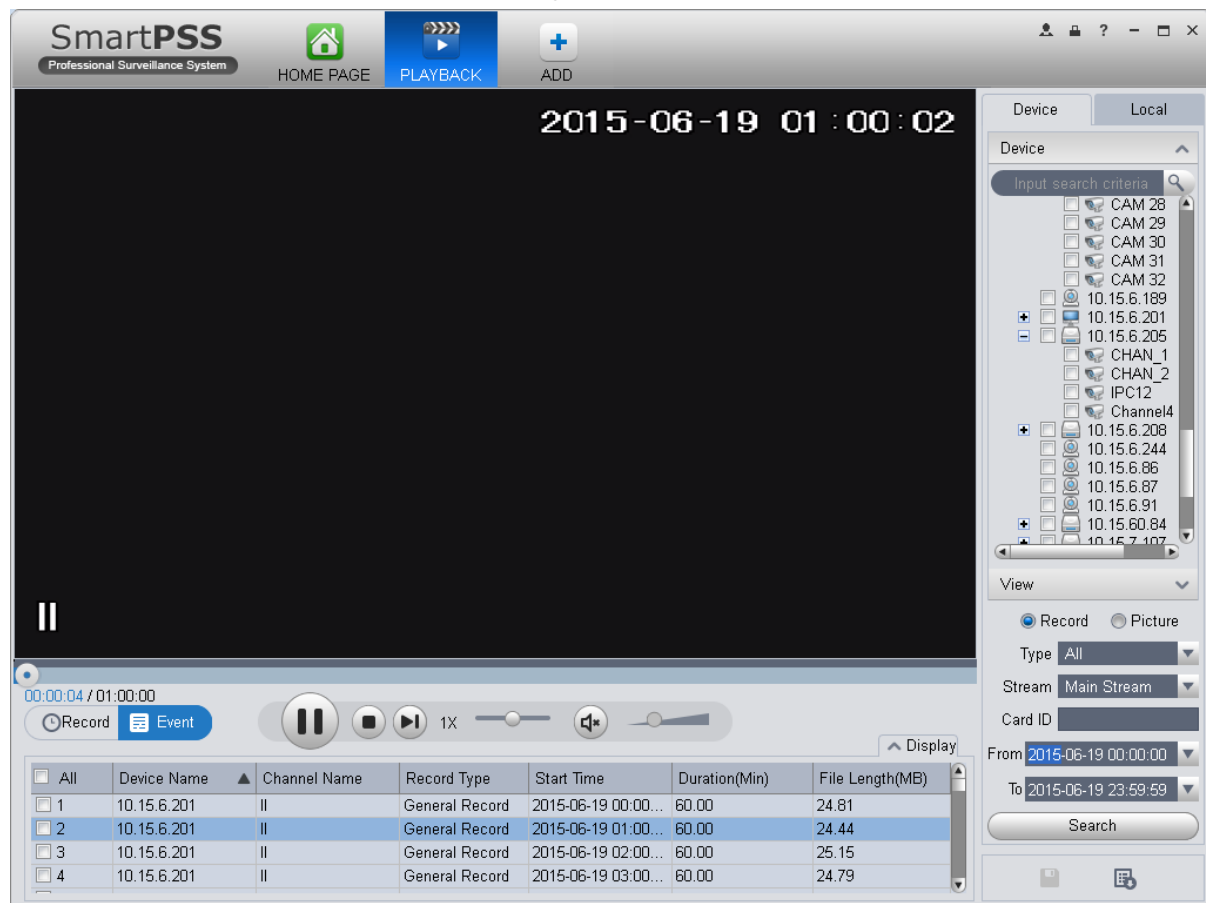 SmartPSS
Professional Surveillance System
HOME PAGE
PLAYBACK
ADD
?
2015-06-19 01:00:02
Device
Local
Device
Input search criteria
CAM 28
CAM 29
CAM 30
CAM 31
CAM 32
10.15.6.189
10.15.6.201
10.15.6.205
CHAN_1
CHAN_2
IPC12
Channel4
10.15.6.208
10.15.6.244
10.15.6.86
10.15.6.87
10.15.6.91
10.15.60.84
10.15.7.107
View
Record Picture
Type All
Stream Main Stream
Card ID
From 2015-06-19 00:00:00
To 2015-06-19 23:59:59
Search
00:00:04 / 01:00:00
Record Event
1X
Display
All Device Name Channel Name Record Type Start Time Duration(Min) File Length(MB)
1 10.15.6.201 II General Record 2015-06-19 00:00... 60.00 24.81
2 10.15.6.201 II General Record 2015-06-19 01:00... 60.00 24.44
3 10.15.6.201 II General Record 2015-06-19 02:00... 60.00 25.15
4 10.15.6.201 II General Record 2015-06-19 03:00... 60.00 24.79